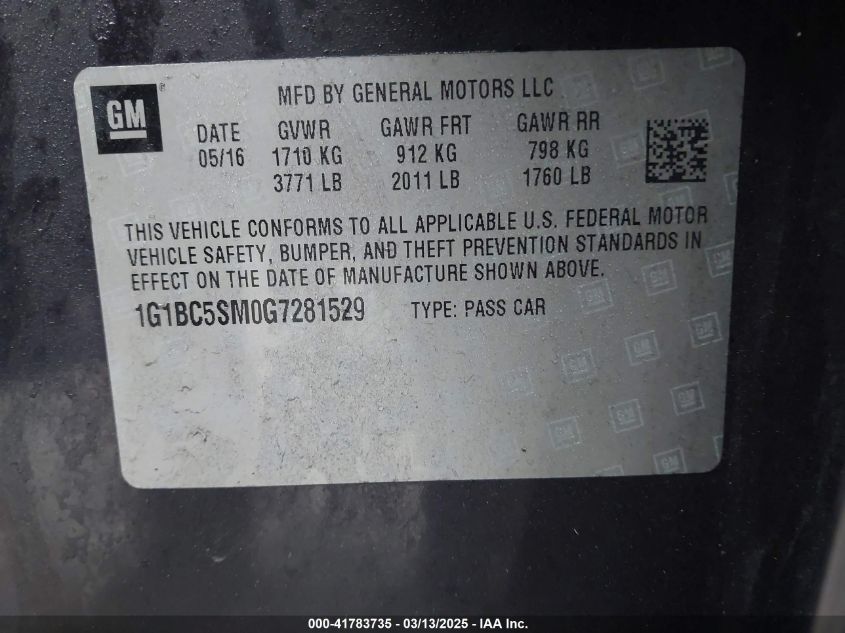 GM
MFD BY GENERAL MOTORS LLC
DATE GVWR GAWR FRT GAWR RR
05/16 1710 KG 912 KG 798 KG
3771 LB 2011 LB 1760 LB
THIS VEHICLE CONFORMS TO ALL APPLICABLE U.S. FEDERAL MOTOR
VEHICLE SAFETY, BUMPER, AND THEFT PREVENTION STANDARDS IN
EFFECT ON THE DATE OF MANUFACTURE SHOWN ABOVE.
1G1BC5SM0G7281529 TYPE: PASS CAR
000-41783735 - 03/13/2025 - IAA Inc.